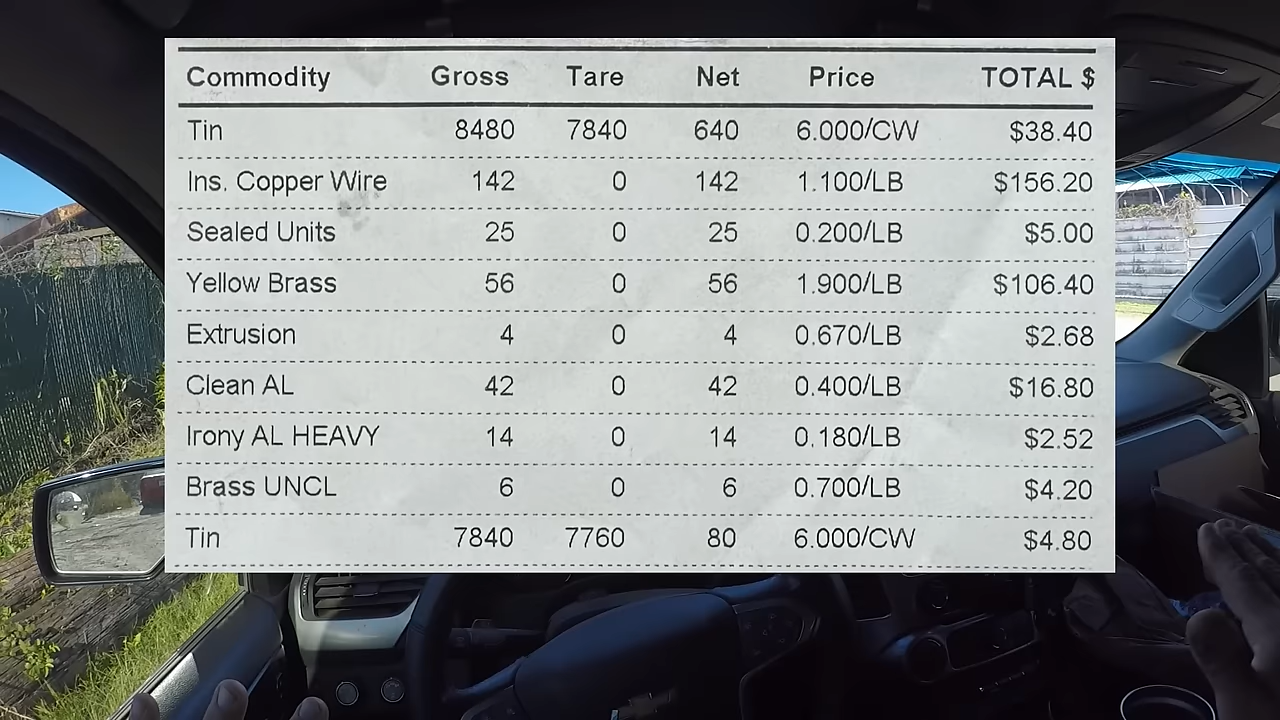 Commodity Gross Tare Net Price TOTAL $
Tin 8480 7840 640 6.000/CW $38.40
Ins. Copper Wire 142 0 142 1.100/LB $156.20
Sealed Units 25 0 25 0.200/LB $5.00
Yellow Brass 56 0 56 1.900/LB $106.40
Extrusion 4 0 4 0.670/LB $2.68
Clean AL 42 0 42 0.400/LB $16.80
Irony AL HEAVY 14 0 14 0.180/LB $2.52
Brass UNCL 6 0 6 0.700/LB $4.20
Tin 7840 7760 80 6.000/CW $4.80